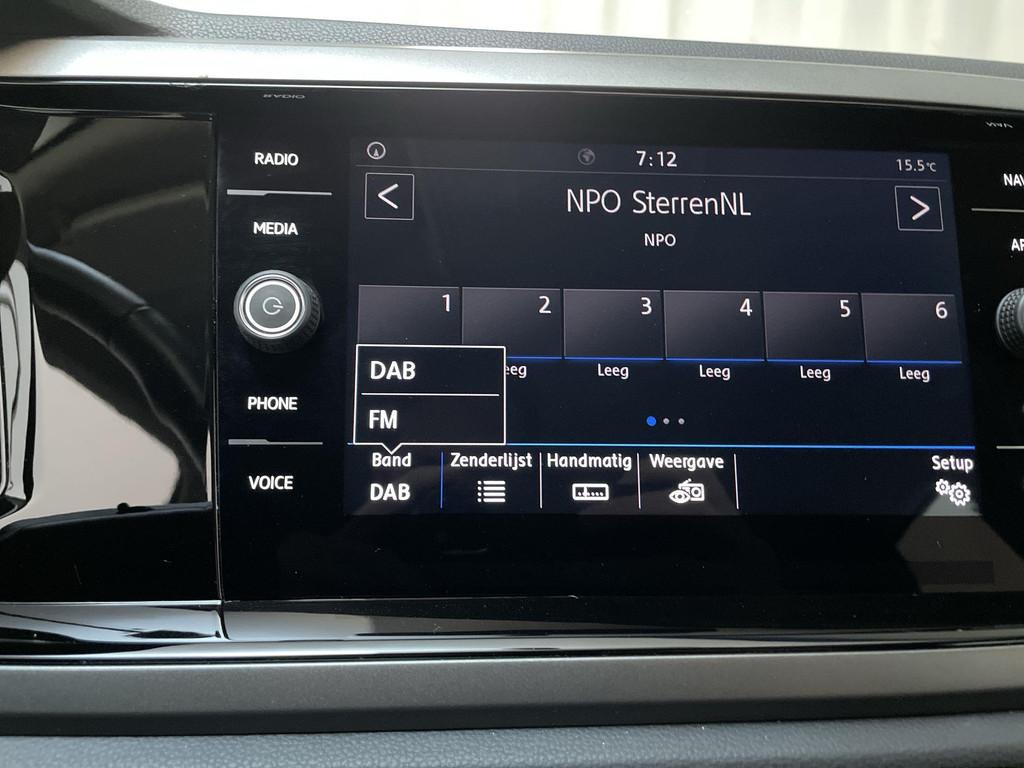 RADIO
MEDIA
PHONE
VOICE
7:12
15.5°C
<
NPO SterrenNL
>
NPO
1 2 3 4 5 6
Leeg Leeg Leeg Leeg
DAB
FM
Band Zenderlijst Handmatig Weergave Setup
DAB